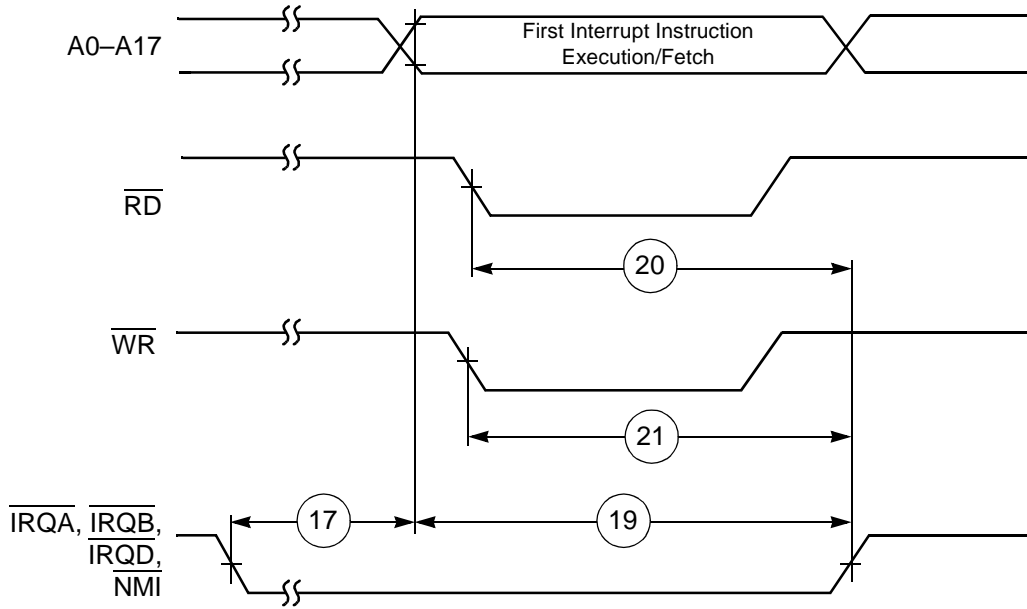 A0–A17
First Interrupt Instruction
Execution/Fetch
RD
20
WR
21
IRQA, IRQB,
IRQD,
NMI
17
19